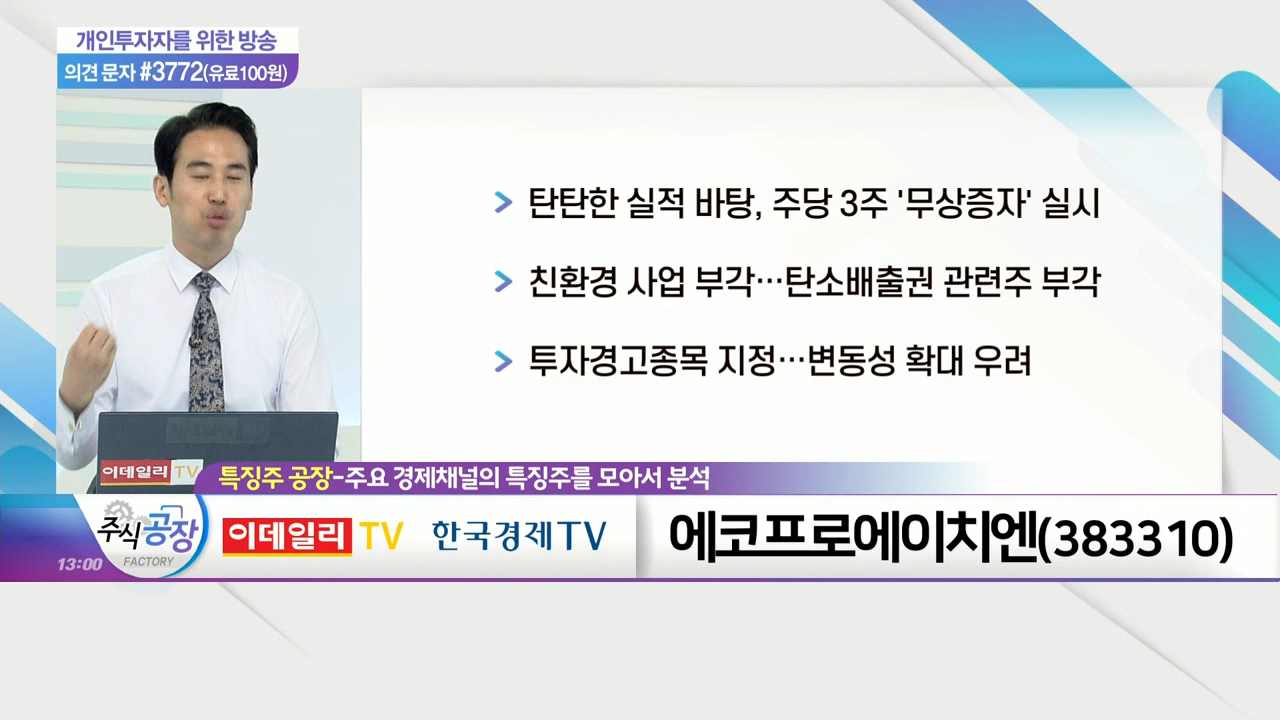 개인투자자를 위한 방송
의견 문자 #3772(유료100원)
> 탄탄한 실적 바탕, 주당 3주 '무상증자' 실시
> 친환경 사업 부각…탄소배출권 관련주 부각
> 투자경고종목 지정…변동성 확대 우려
이데일리 TV
특징주 공장-주요 경제채널의 특징주를 모아서 분석
주식공장
FACTORY
13:00
이데일리 TV 한국경제TV
에코프로에이치엔(383310)